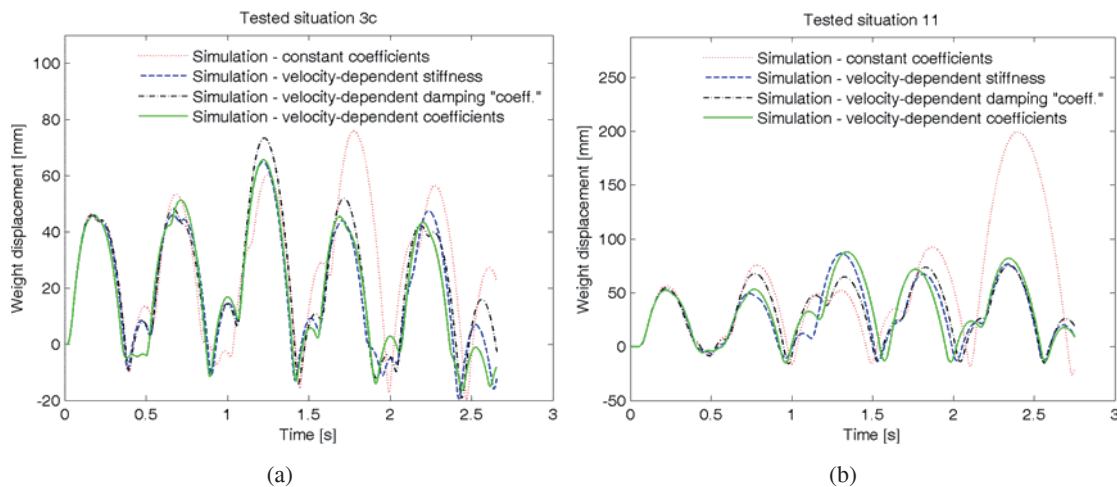 Tested situation 3c
100
80
60
40
20
0
-20
Weight displacement [mm]
Simulation - constant coefficients
Simulation - velocity-dependent stiffness
Simulation - velocity-dependent damping "coeff."
Simulation - velocity-dependent coefficients
0 0.5 1 1.5 2 2.5 3
Time [s]
(a)
Tested situation 11
250
200
150
100
50
0
-50
Weight displacement [mm]
Simulation - constant coefficients
Simulation - velocity-dependent stiffness
Simulation - velocity-dependent damping "coeff."
Simulation - velocity-dependent coefficients
0 0.5 1 1.5 2 2.5 3
Time [s]
(b)